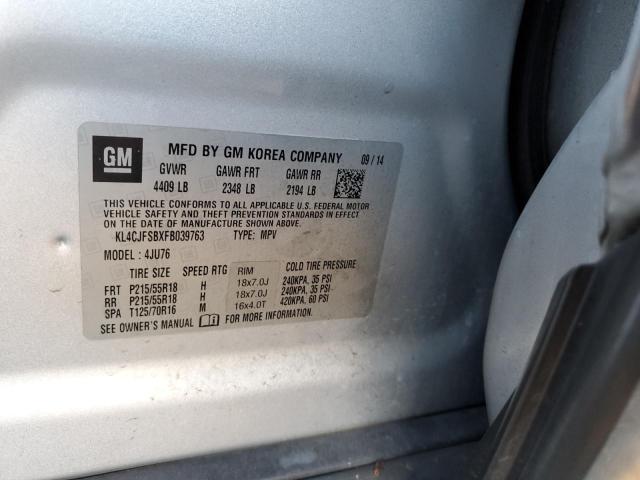 GM
MFD BY GM KOREA COMPANY 09 / 14
GVWR GAWR FRT GAWR RR
4409 LB 2348 LB 2194 LB
THIS VEHICLE CONFORMS TO ALL APPLICABLE U.S. FEDERAL MOTOR
VEHICLE SAFETY AND THEFT PREVENTION STANDARDS IN EFFECT
ON THE DATE OF MANUFACTURE SHOWN ABOVE.
KL4CJFSBXFB039763 TYPE: MPV
MODEL : 4JU76
TIRE SIZE SPEED RTG RIM COLD TIRE PRESSURE
FRT P215/55R18 H 18x7.0J 240KPA, 35 PSI
RR P215/55R18 H 18x7.0J 240KPA, 35 PSI
SPA T125/70R16 M 16x4.0T 420KPA, 60 PSI
SEE OWNER'S MANUAL FOR MORE INFORMATION.